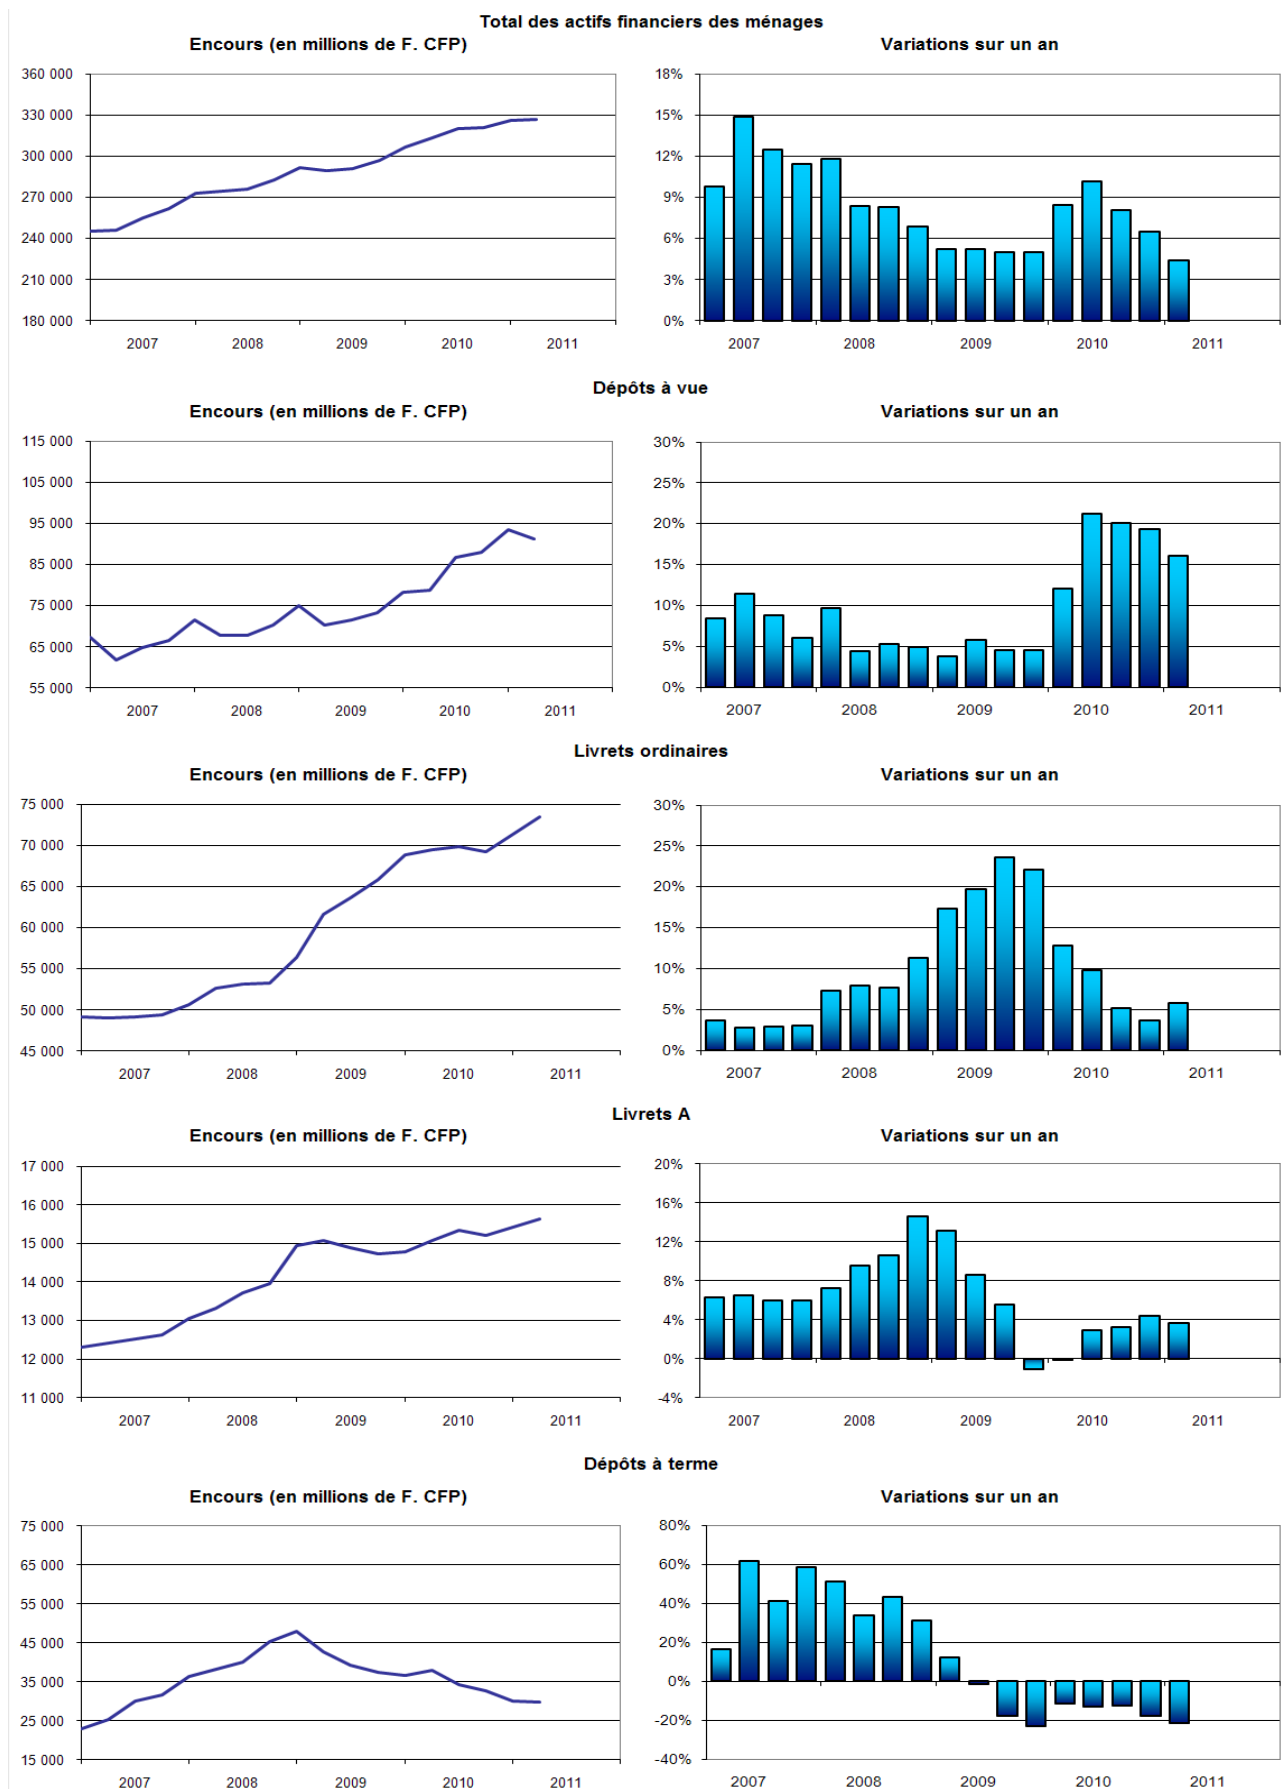 Total des actifs financiers des ménages
Encours (en millions de F. CFP)
360 000
330 000
300 000
270 000
240 000
210 000
180 000
2007 2008 2009 2010 2011
Variations sur un an
18%
15%
12%
9%
6%
3%
0%
2007 2008 2009 2010 2011
Dépôts à vue
Encours (en millions de F. CFP)
115 000
105 000
95 000
85 000
75 000
65 000
55 000
2007 2008 2009 2010 2011
Variations sur un an
30%
25%
20%
15%
10%
5%
0%
2007 2008 2009 2010 2011
Livrets ordinaires
Encours (en millions de F. CFP)
75 000
70 000
65 000
60 000
55 000
50 000
45 000
2007 2008 2009 2010 2011
Variations sur un an
30%
25%
20%
15%
10%
5%
0%
2007 2008 2009 2010 2011
Livrets A
Encours (en millions de F. CFP)
17 000
16 000
15 000
14 000
13 000
12 000
11 000
2007 2008 2009 2010 2011
Variations sur un an
20%
16%
12%
8%
4%
0%
-4%
2007 2008 2009 2010 2011
Dépôts à terme
Encours (en millions de F. CFP)
75 000
65 000
55 000
45 000
35 000
25 000
15 000
2007 2008 2009 2010 2011
Variations sur un an
80%
60%
40%
20%
0%
-20%
-40%
2007 2008 2009 2010 2011